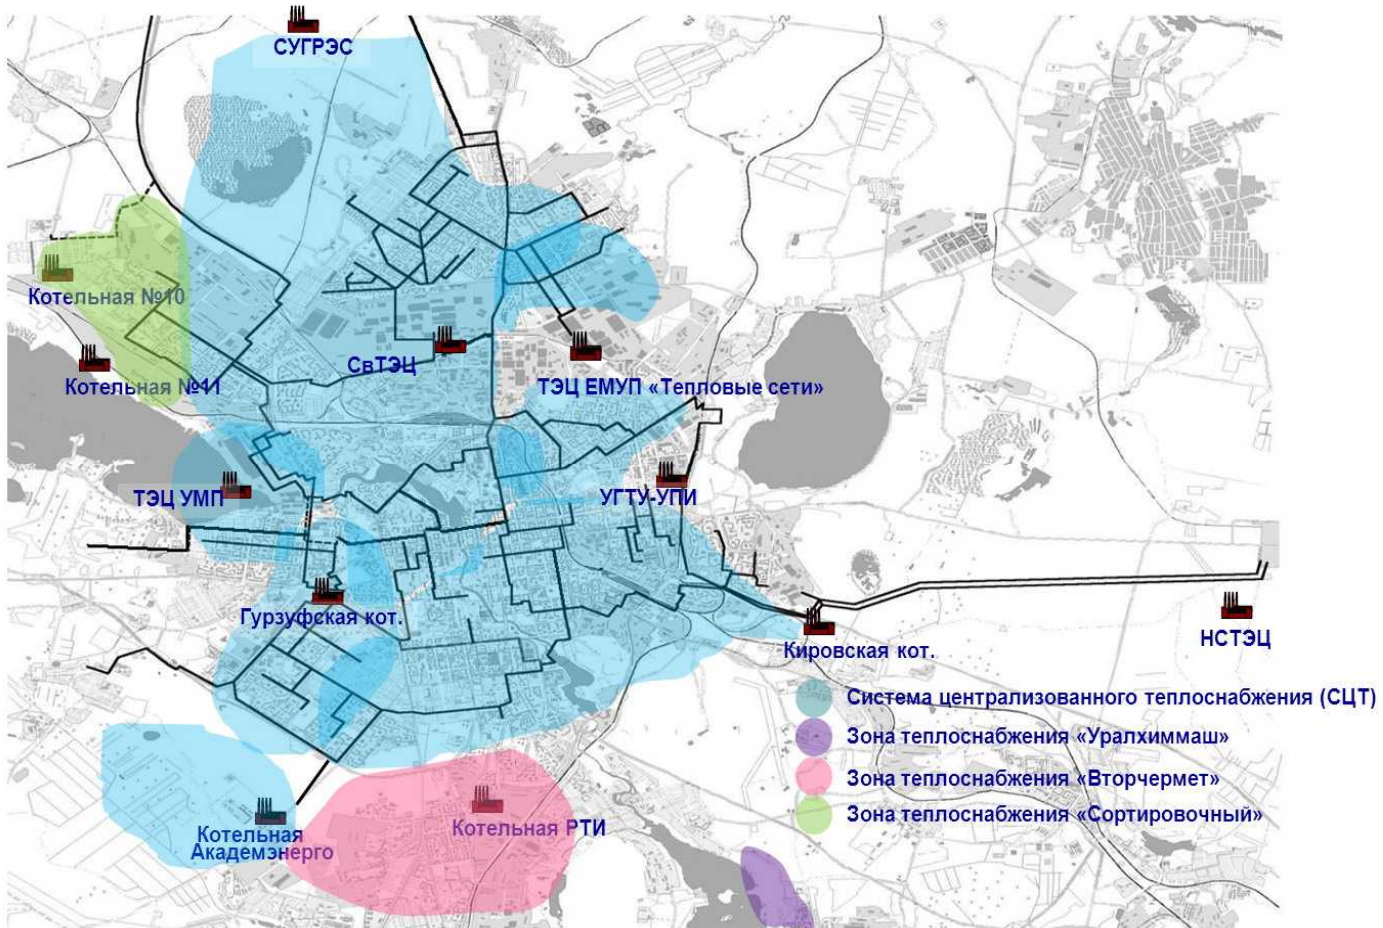 СУГРЭС
Котельная №10
СвТЭЦ
Котельная №11
ТЭЦ ЕМУП «Тепловые сети»
ТЭЦ УМП
УГТУ-УПИ
Гурзуфская кот.
Кировская кот.
НСТЭЦ
Система централизованного теплоснабжения (СЦТ)
Зона теплоснабжения «Уралхиммаш»
Зона теплоснабжения «Вторчермет»
Зона теплоснабжения «Сортировочный»
Котельная РТИ
Котельная
Академэнерго